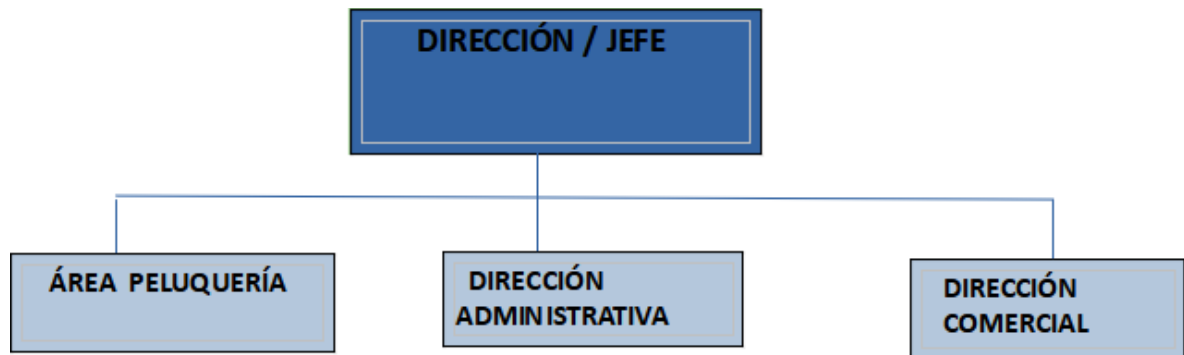 DIRECCIÓN / JEFE
ÁREA PELUQUERÍA
DIRECCIÓN
ADMINISTRATIVA
DIRECCIÓN
COMERCIAL